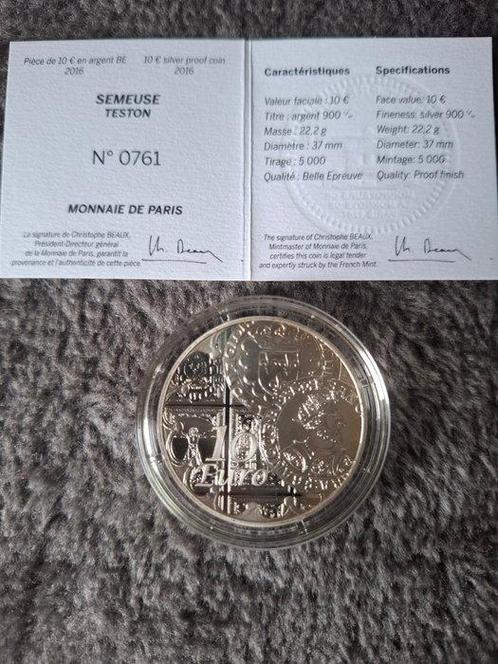 Pièce de 10 € en argent BE
2016
10 € silver proof coin
2016
SEMEUSE
TESTON
N° 0761
MONNAIE DE PARIS
La signature de Christophe BEAUX,
Président-Directeur général
de la Monnaie de Paris, garantit la
provenance et l'authenticité de cette pièce.
Caractéristiques
Valeur faciale : 10 €
Titre : argent 900 ‰
Masse : 22,2 g
Diamètre : 37 mm
Tirage : 5 000
Qualité : Belle Epreuve
Specifications
Face value: 10 €
Fineness: silver 900 ‰
Weight: 22,2 g
Diameter: 37 mm
Mintage: 5 000
Quality: Proof finish
The signature of Christophe BEAUX,
Mintmaster of Monnaie de Paris,
certifies this coin is legal tender
and expertly struck by the French Mint.
10
Euro